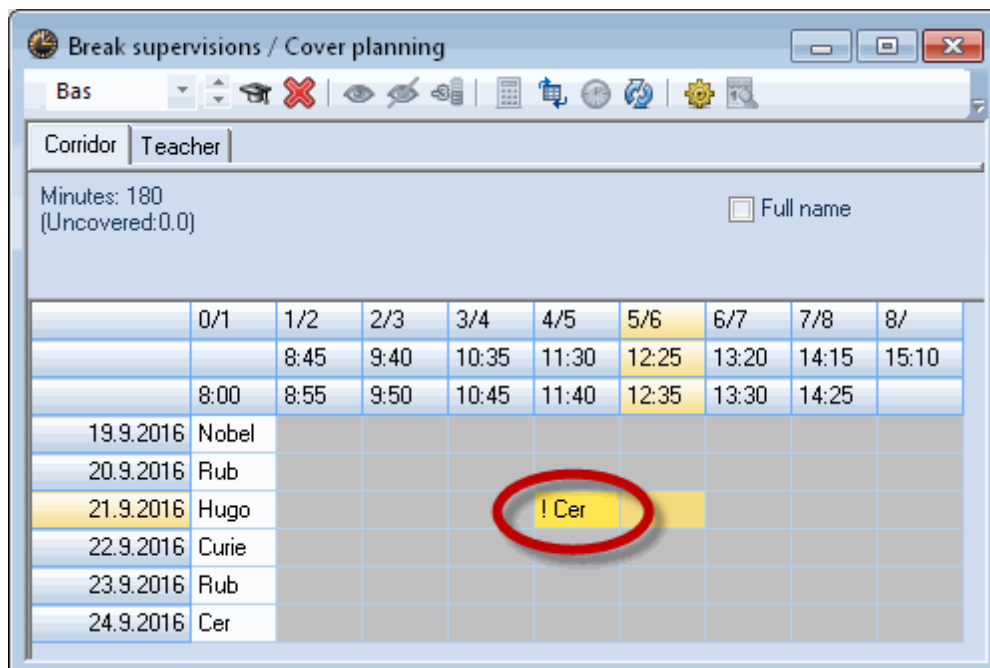 Break supervisions / Cover planning
Bas
Corridor Teacher
Minutes: 180
(Uncovered:0.0)
Full name
0/1 1/2 2/3 3/4 4/5 5/6 6/7 7/8 8/
8:45 9:40 10:35 11:30 12:25 13:20 14:15 15:10
8:00 8:55 9:50 10:45 11:40 12:35 13:30 14:25
19.9.2016 Nobel
20.9.2016 Rub
21.9.2016 Hugo ! Cer
22.9.2016 Curie
23.9.2016 Rub
24.9.2016 Cer